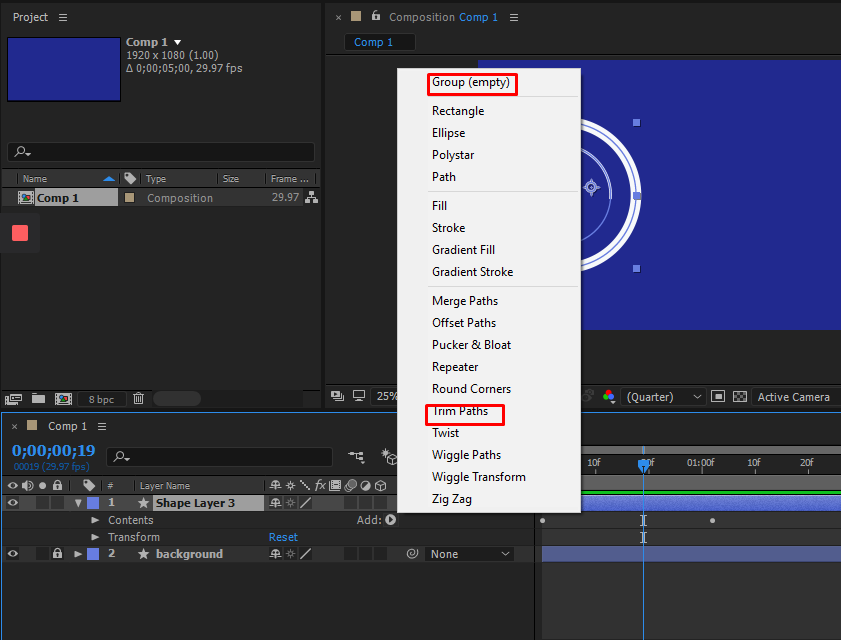 Project
Comp 1
1920 x 1080 (1.00)
Δ 0;00;05;00, 29.97 fps
Name Type Size Frame ...
Comp 1 Composition 29.97
8 bpc
× Composition Comp 1
Comp 1
Group (empty)
Rectangle
Ellipse
Polystar
Path
Fill
Stroke
Gradient Fill
Gradient Stroke
Merge Paths
Offset Paths
Pucker & Bloat
Repeater
Round Corners
Trim Paths
Twist
Wiggle Paths
Wiggle Transform
Zig Zag
25% (Quarter) Active Camera
× Comp 1
0;00;00;19
00019 (29.97 fps)
10f 20f 01:00f 10f 20f
# Layer Name fx
1 Shape Layer 3
Contents Add:
Transform Reset
2 background None